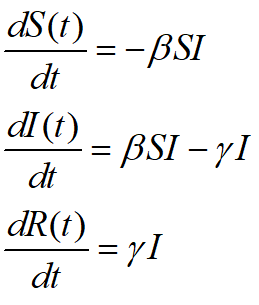 dS(t)/dt = -βSI
dI(t)/dt = βSI - γI
dR(t)/dt = γI